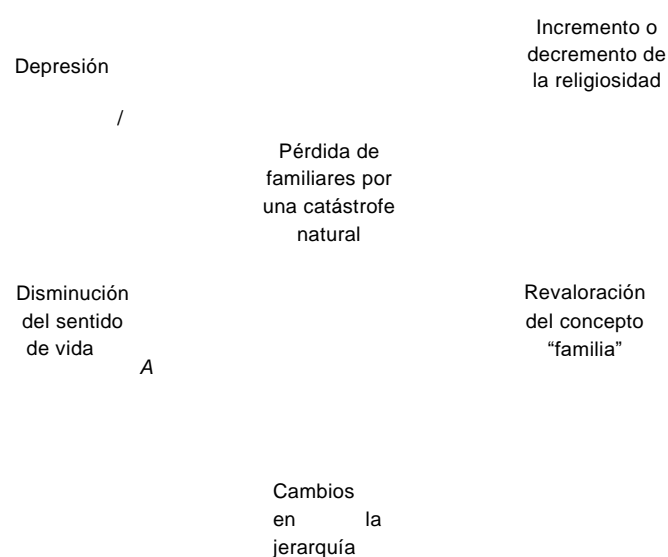 Depresión
/
Incremento o
decremento de
la religiosidad
Pérdida de
familiares por
una catástrofe
natural
Disminución
del sentido
de vida
A
Revaloración
del concepto
“familia”
Cambios
en la
jerarquía